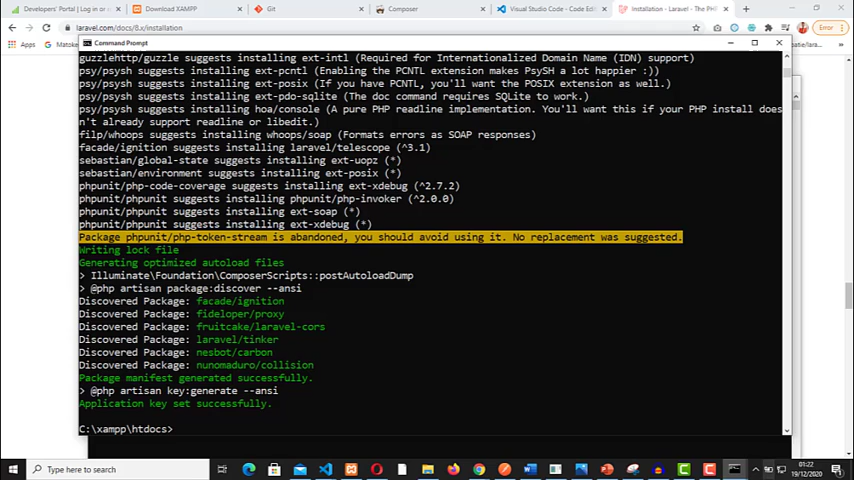 Developers' Portal | Log in or s
Download XAMPP
Git
Composer
Visual Studio Code - Code Edit
Installation - Laravel - The PHP
laravel.com/docs/8.x/installation
Error
Apps
Command Prompt
guzzlehttp/guzzle suggests installing ext-intl (Required for Internationalized Domain Name (IDN) support)
psy/psysh suggests installing ext-pcntl (Enabling the PCNTL extension makes PsySH a lot happier :))
psy/psysh suggests installing ext-posix (If you have PCNTL, you'll want the POSIX extension as well.)
psy/psysh suggests installing ext-pdo-sqlite (The doc command requires SQLite to work.)
psy/psysh suggests installing hoa/console (A pure PHP readline implementation. You'll want this if your PHP install does
n't already support readline or libedit.)
filp/whoops suggests installing whoops/soap (Formats errors as SOAP responses)
facade/ignition suggests installing laravel/telescope (^3.1)
sebastian/global-state suggests installing ext-uopz (*)
sebastian/environment suggests installing ext-posix (*)
phpunit/php-code-coverage suggests installing ext-xdebug (^2.7.2)
phpunit/phpunit suggests installing phpunit/php-invoker (^2.0.0)
phpunit/phpunit suggests installing ext-soap (*)
phpunit/phpunit suggests installing ext-xdebug (*)
Package phpunit/php-token-stream is abandoned, you should avoid using it. No replacement was suggested.
Writing lock file
Generating optimized autoload files
> Illuminate\Foundation\ComposerScripts::postAutoloadDump
> @php artisan package:discover --ansi
Discovered Package: facade/ignition
Discovered Package: fideloper/proxy
Discovered Package: fruitcake/laravel-cors
Discovered Package: laravel/tinker
Discovered Package: nesbot/carbon
Discovered Package: nunomaduro/collision
Package manifest generated successfully.
> @php artisan key:generate --ansi
Application key set successfully.
C:\xampp\htdocs>
Type here to search
01:22
19/12/2020